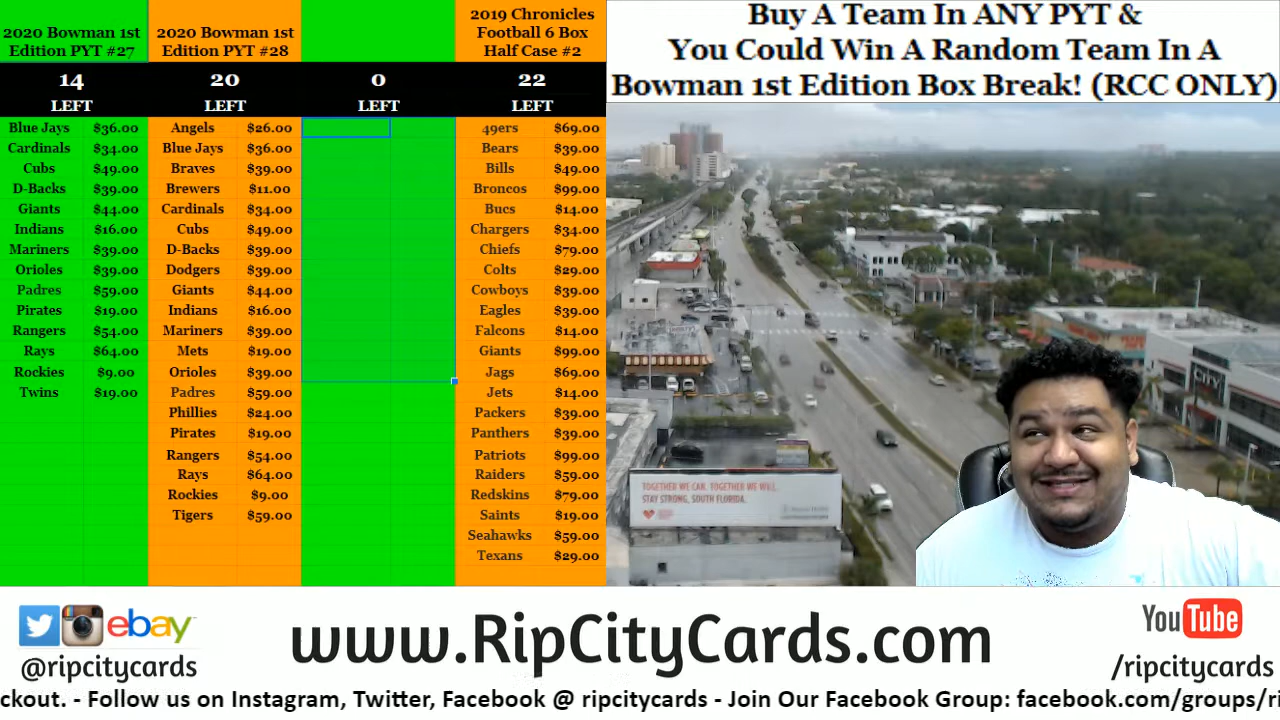 2020 Bowman 1st
Edition PYT #27
14
LEFT
Blue Jays $36.00
Cardinals $34.00
Cubs $49.00
D-Backs $39.00
Giants $44.00
Indians $16.00
Mariners $39.00
Orioles $39.00
Padres $59.00
Pirates $19.00
Rangers $54.00
Rays $64.00
Rockies $9.00
Twins $19.00
2020 Bowman 1st
Edition PYT #28
20
LEFT
Angels $26.00
Blue Jays $36.00
Braves $39.00
Brewers $11.00
Cardinals $34.00
Cubs $49.00
D-Backs $39.00
Dodgers $39.00
Giants $44.00
Indians $16.00
Mariners $39.00
Mets $19.00
Orioles $39.00
Padres $59.00
Phillies $24.00
Pirates $19.00
Rangers $54.00
Rays $64.00
Rockies $9.00
Tigers $59.00
0
LEFT
2019 Chronicles
Football 6 Box
Half Case #2
22
LEFT
49ers $69.00
Bears $39.00
Bills $49.00
Broncos $99.00
Bucs $14.00
Chargers $34.00
Chiefs $79.00
Colts $29.00
Cowboys $39.00
Eagles $39.00
Falcons $14.00
Giants $99.00
Jags $69.00
Jets $14.00
Packers $39.00
Panthers $39.00
Patriots $99.00
Raiders $59.00
Redskins $79.00
Saints $19.00
Seahawks $59.00
Texans $29.00
Buy A Team In ANY PYT &
You Could Win A Random Team In A
Bowman 1st Edition Box Break! (RCC ONLY)
TOGETHER WE CAN. TOGETHER WE WILL.
STAY STRONG, SOUTH FLORIDA.
CITY
ebay
@ripcitycards
www.RipCityCards.com
YouTube
/ripcitycards
ckout. - Follow us on Instagram, Twitter, Facebook @ ripcitycards - Join Our Facebook Group: facebook.com/groups/ri